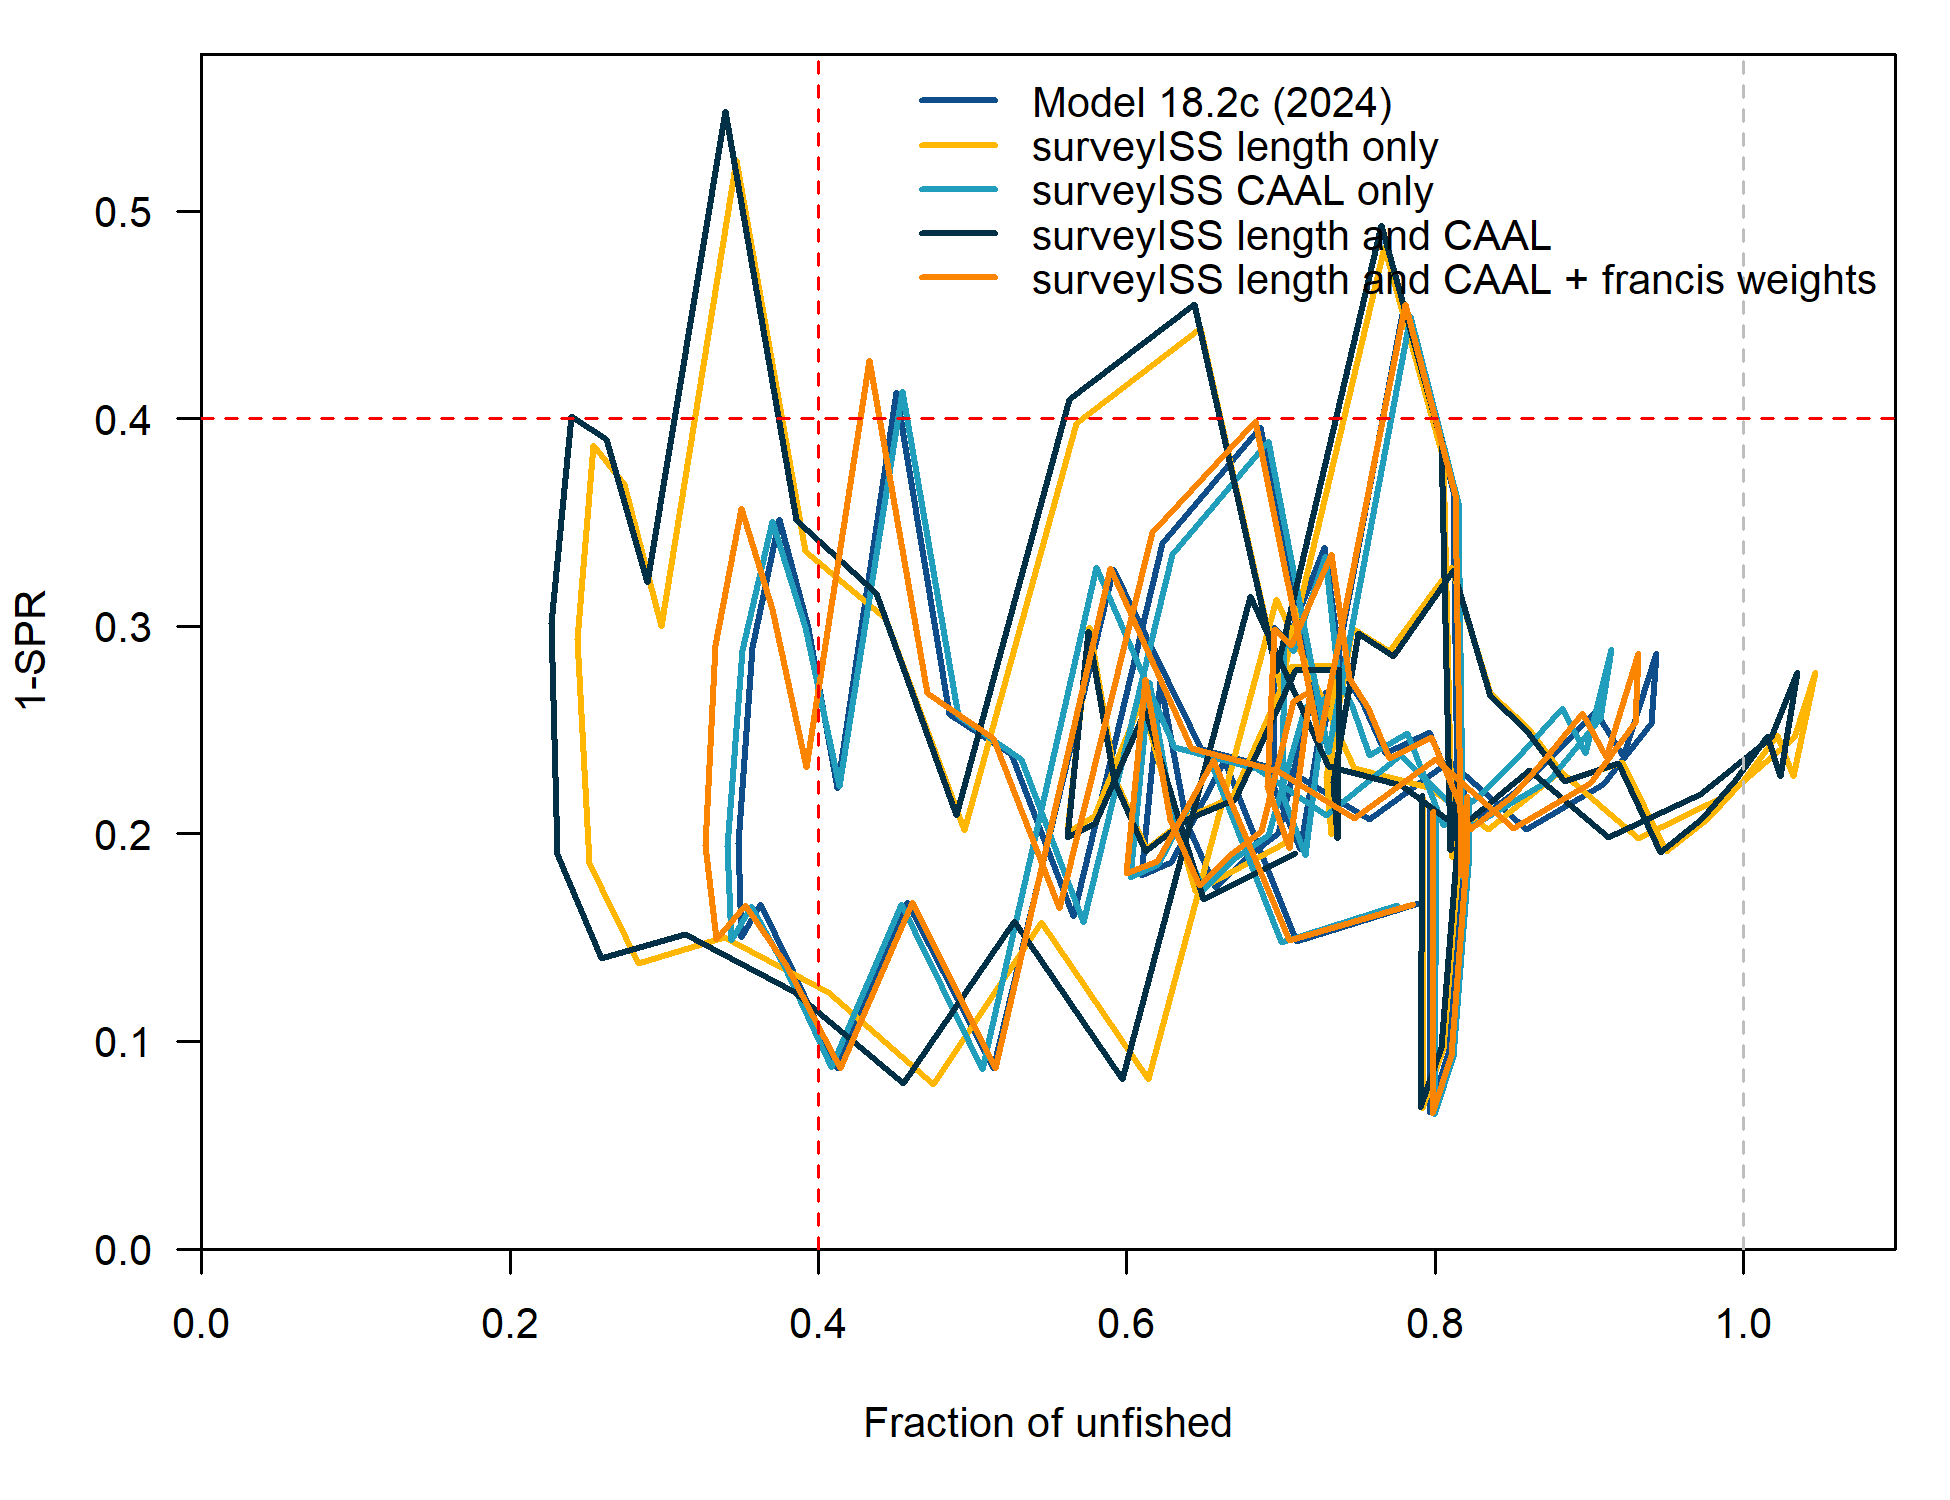 Model 18.2c (2024)
surveyISS length only
surveyISS CAAL only
surveyISS length and CAAL
surveyISS length and CAAL + francis weights
0.5
0.4
0.3
0.2
0.1
0.0
1-SPR
0.0 0.2 0.4 0.6 0.8 1.0
Fraction of unfished